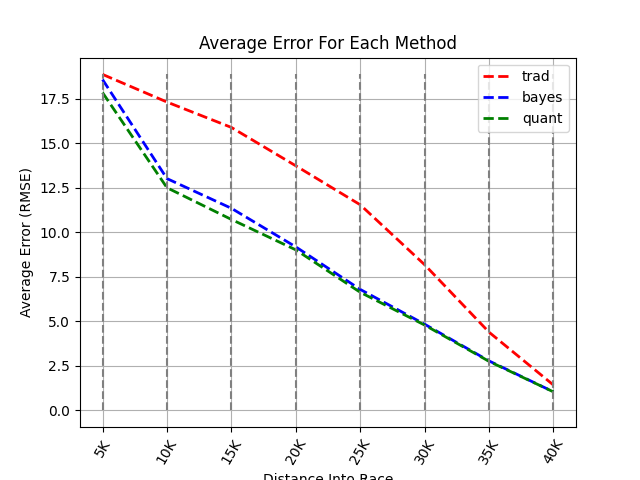 Average Error For Each Method
trad
bayes
quant
Average Error (RMSE)
17.5
15.0
12.5
10.0
7.5
5.0
2.5
0.0
5K
10K
15K
20K
25K
30K
35K
40K
Distance Into Race